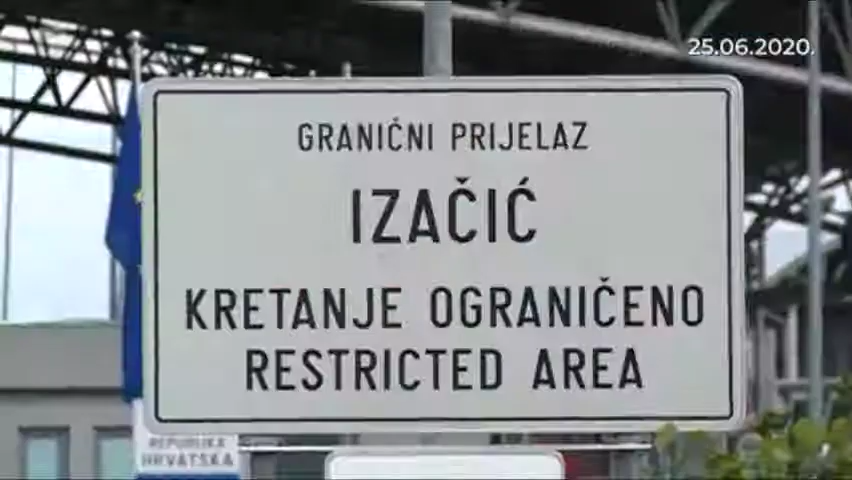 25.06.2020.
GRANIČNI PRIJELAZ
IZAČIĆ
KRETANJE OGRANIČENO
RESTRICTED AREA
REPUBLIKA
HRVATSKA